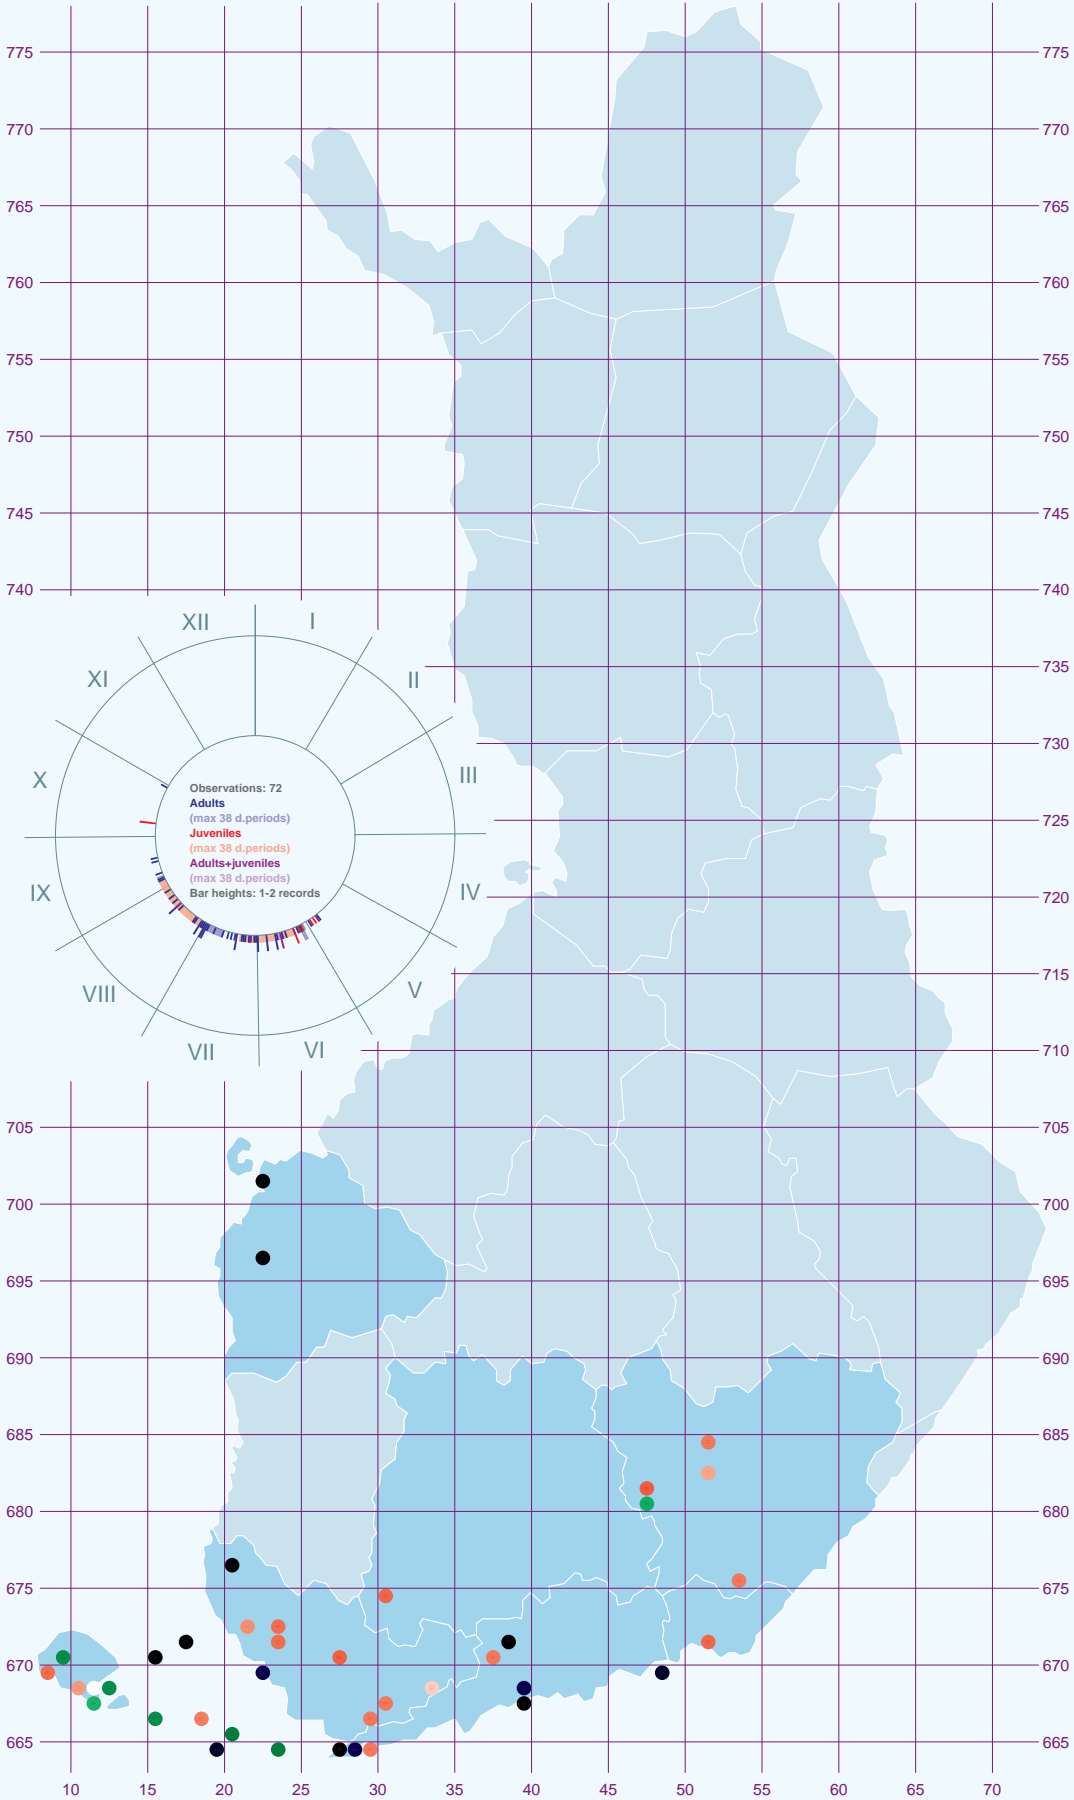 775 775
770 770
765 765
760 760
755 755
750 750
745 745
740 740
XII I
XI II
735
730
X III
Observations: 72
Adults
(max 38 d.periods)
Juveniles
(max 38 d.periods)
Adults+juveniles
(max 38 d.periods)
Bar heights: 1-2 records
725
IX IV
720
VIII V
715
VII VI
710
705 705
700 700
695 695
690 690
685 685
680 680
675 675
670 670
665 665
10 15 20 25 30 35 40 45 50 55 60 65 70